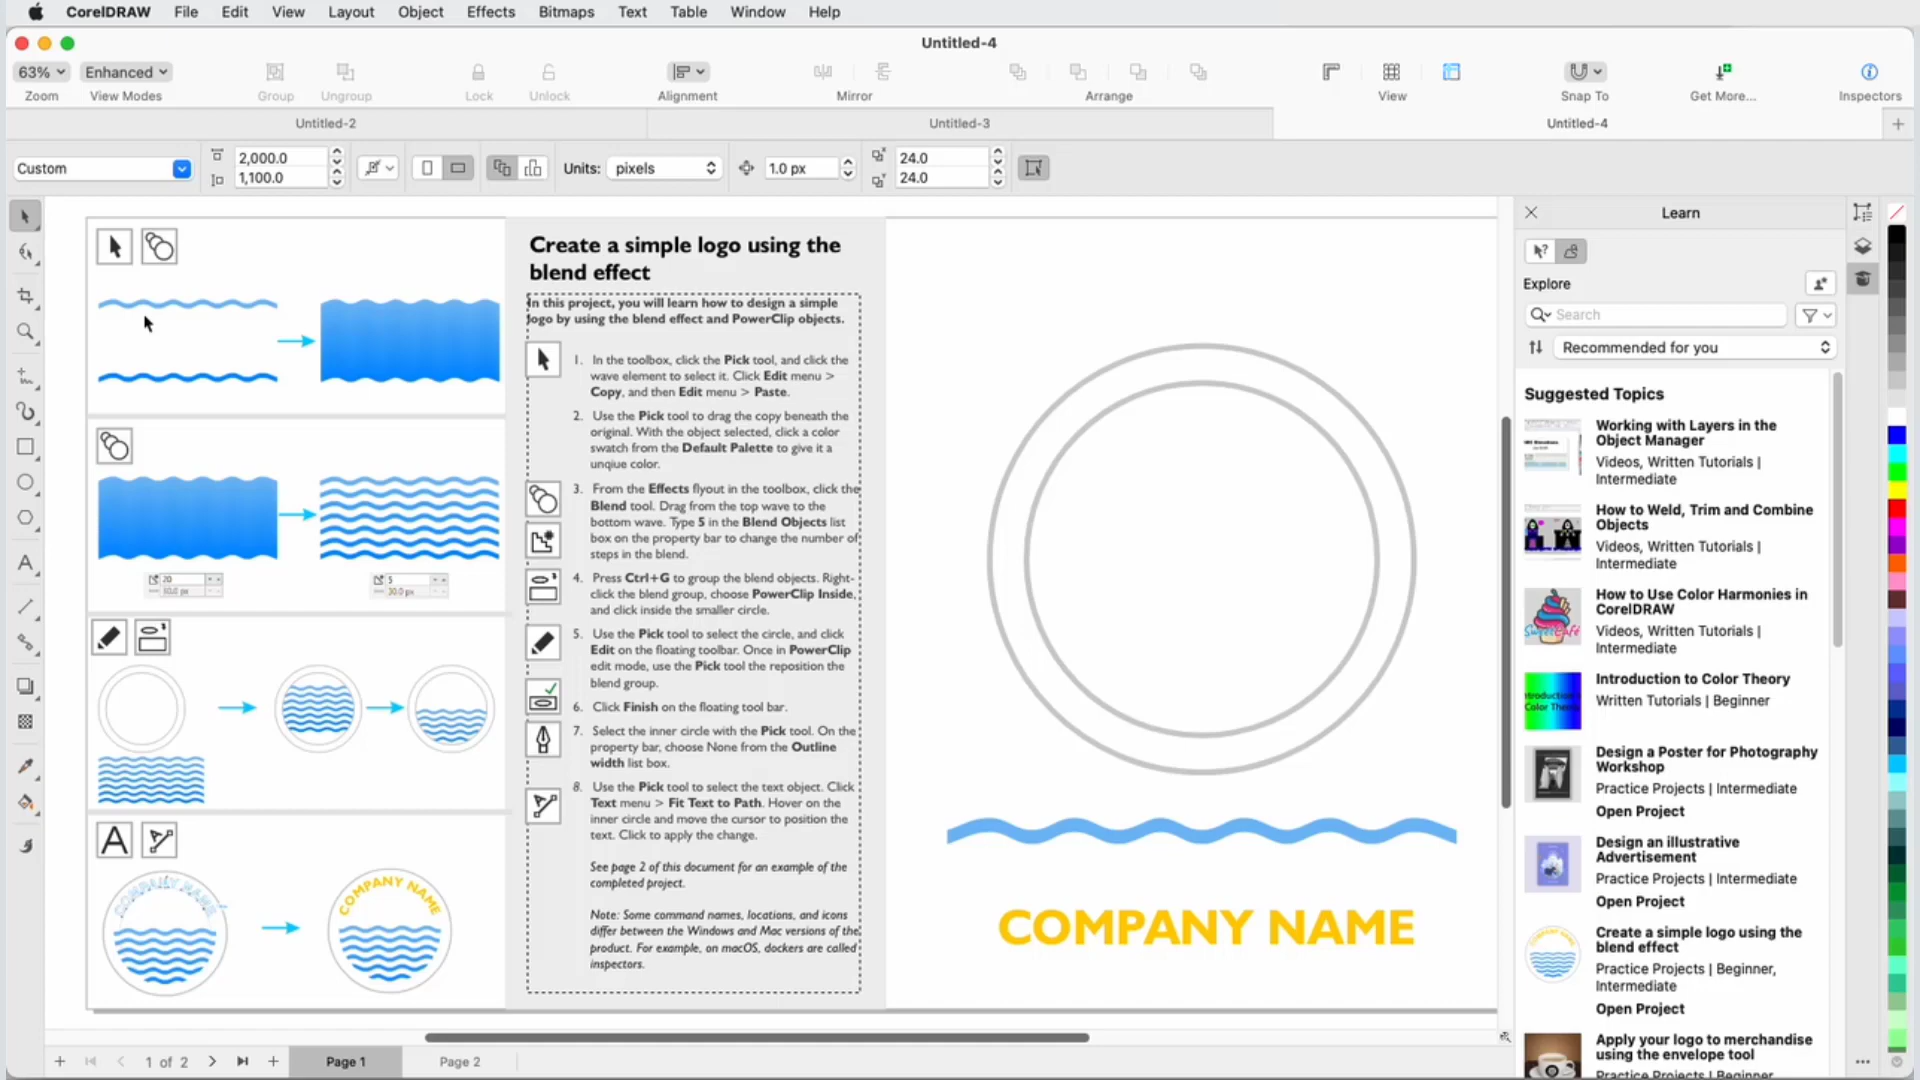 CorelDRAW File Edit View Layout Object Effects Bitmaps Text Table Window Help
Untitled-4
63% Enhanced
Zoom View Modes Group Ungroup Lock Unlock Alignment Mirror Arrange View Snap To Get More... Inspectors
Untitled-2 Untitled-3 Untitled-4
Custom 2,000.0 1,100.0 Units: pixels 1.0 px 24.0 24.0
Create a simple logo using the
blend effect
In this project, you will learn how to design a simple
logo by using the blend effect and PowerClip objects.
1. In the toolbox, click the Pick tool, and click the
wave element to select it. Click Edit menu >
Copy, and then Edit menu > Paste.
2. Use the Pick tool to drag the copy beneath the
original. With the object selected, click a color
swatch from the Default Palette to give it a
unqiue color.
3. From the Effects flyout in the toolbox, click the
Blend tool. Drag from the top wave to the
bottom wave. Type 5 in the Blend Objects list
box on the property bar to change the number of
steps in the blend.
4. Press Ctrl+G to group the blend objects. Right-
click the blend group, choose PowerClip Inside,
and click inside the smaller circle.
5. Use the Pick tool to select the circle, and click
Edit on the floating toolbar. Once in PowerClip
edit mode, use the Pick tool the reposition the
blend group.
6. Click Finish on the floating tool bar.
7. Select the inner circle with the Pick tool. On the
property bar, choose None from the Outline
width list box.
8. Use the Pick tool to select the text object. Click
Text menu > Fit Text to Path. Hover on the
inner circle and move the cursor to position the
text. Click to apply the change.
See page 2 of this document for an example of the
completed project.
Note: Some command names, locations, and icons
differ between the Windows and Mac versions of the
product. For example, on macOS, dockers are called
inspectors.
20
5
30.0 px
A
COMPANY NAME
COMPANY NAME
COMPANY NAME
Learn
Explore
Search
Recommended for you
Suggested Topics
Working with Layers in the
Object Manager
Videos, Written Tutorials |
Intermediate
How to Weld, Trim and Combine
Objects
Videos, Written Tutorials |
Intermediate
How to Use Color Harmonies in
CorelDRAW
Videos, Written Tutorials |
Intermediate
Introduction to Color Theory
Written Tutorials | Beginner
Design a Poster for Photography
Workshop
Practice Projects | Intermediate
Open Project
Design an illustrative
Advertisement
Practice Projects | Intermediate
Open Project
Create a simple logo using the
blend effect
Practice Projects | Beginner,
Intermediate
Open Project
Apply your logo to merchandise
using the envelope tool
Practice Projects | Beginner
1 of 2 Page 1 Page 2